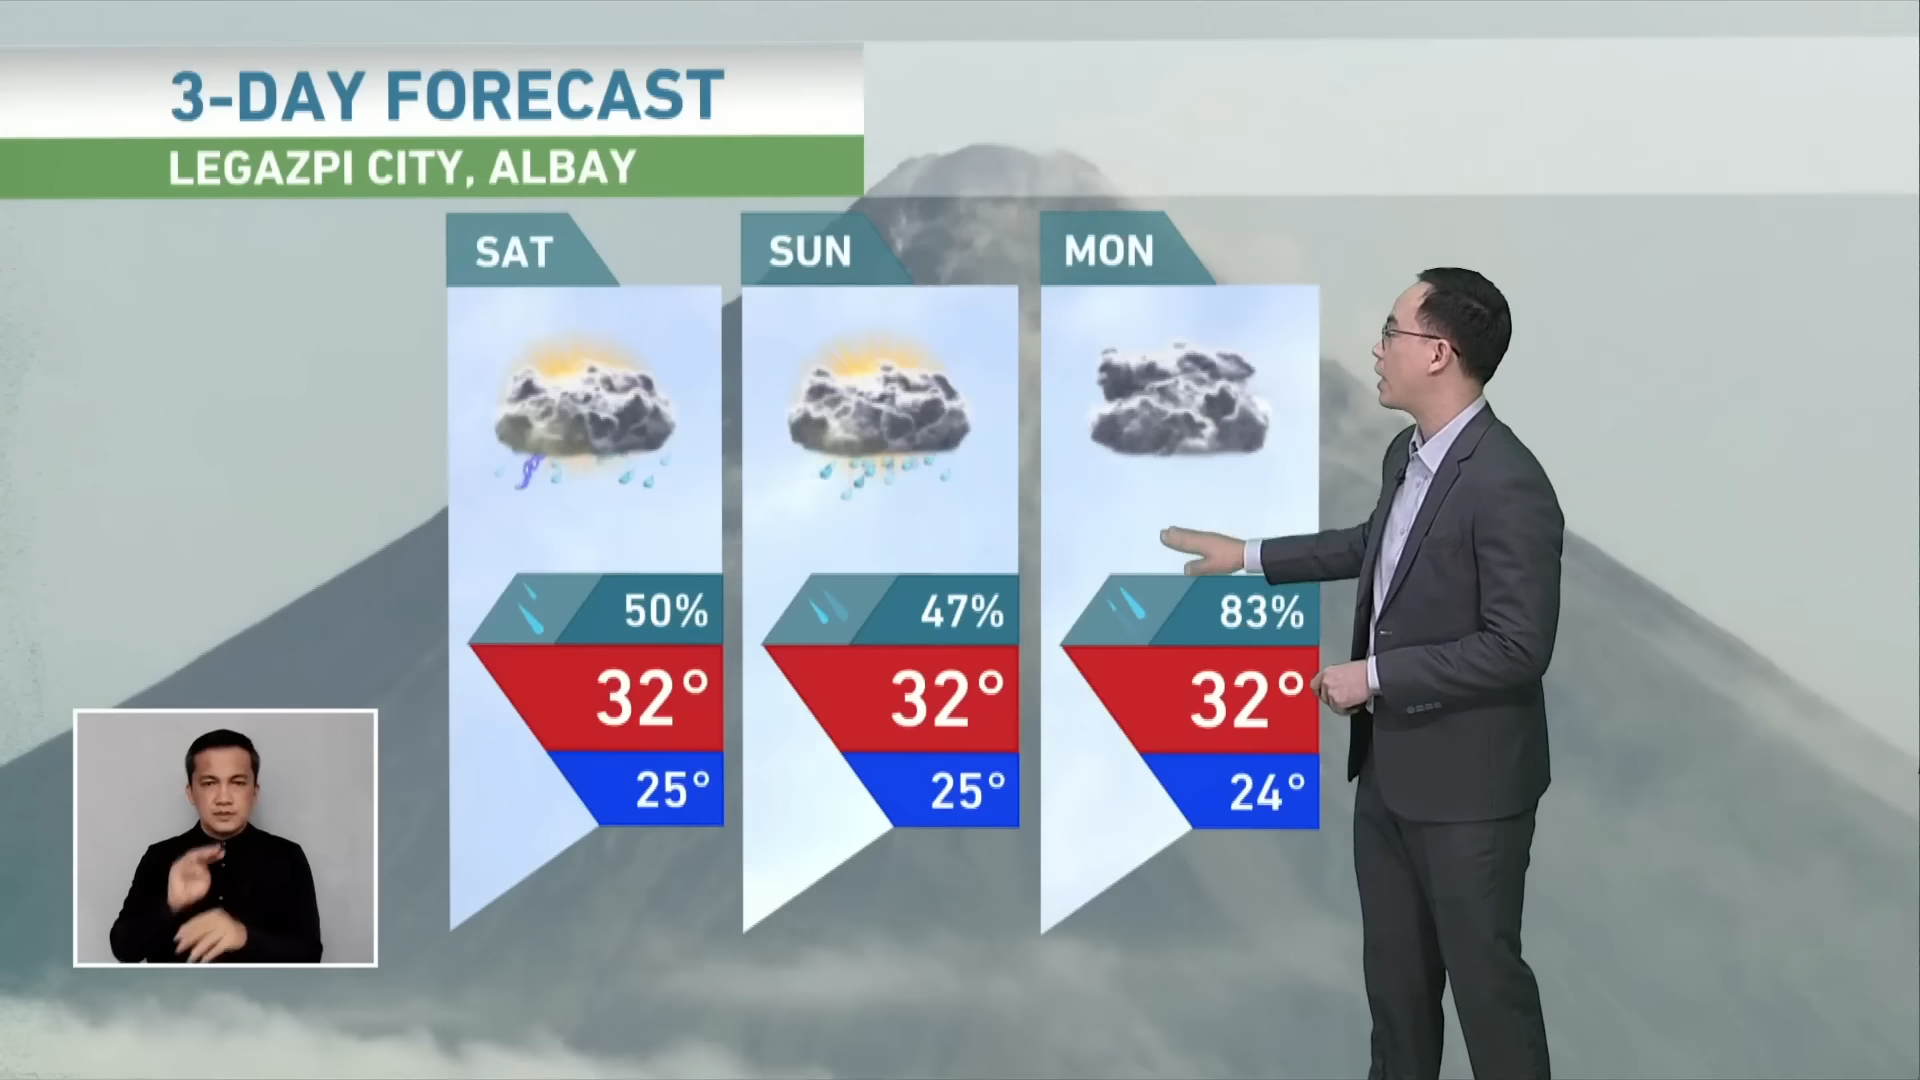 3-DAY FORECAST
LEGAZPI CITY, ALBAY
SAT
50%
32°
25°
SUN
47%
32°
25°
MON
83%
32°
24°